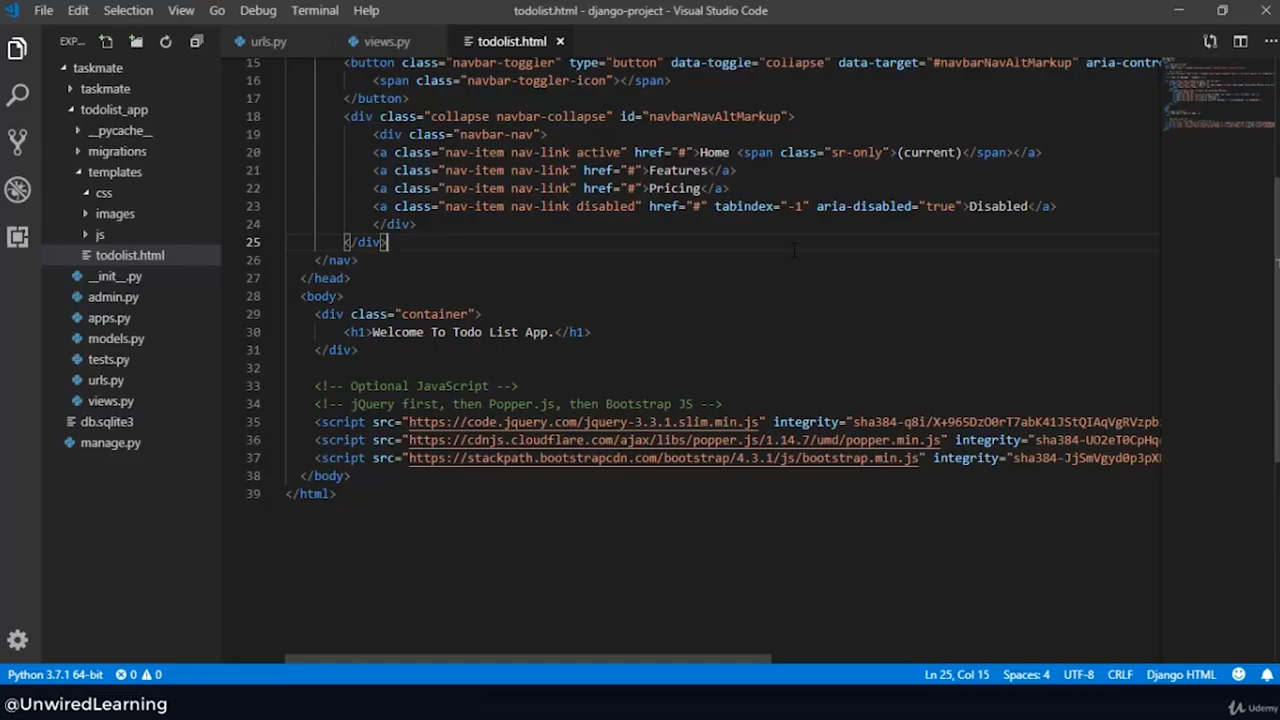 File Edit Selection View Go Debug Terminal Help todolist.html - django-project - Visual Studio Code
EXP... urls.py views.py todolist.html
taskmate
taskmate
todolist_app
__pycache__
migrations
templates
css
images
js
todolist.html
__init__.py
admin.py
apps.py
models.py
tests.py
urls.py
views.py
db.sqlite3
manage.py
15 <button class="navbar-toggler" type="button" data-toggle="collapse" data-target="#navbarNavAltMarkup" aria-contro
16 <span class="navbar-toggler-icon"></span>
17 </button>
18 <div class="collapse navbar-collapse" id="navbarNavAltMarkup">
19 <div class="navbar-nav">
20 <a class="nav-item nav-link active" href="#">Home <span class="sr-only">(current)</span></a>
21 <a class="nav-item nav-link" href="#">Features</a>
22 <a class="nav-item nav-link" href="#">Pricing</a>
23 <a class="nav-item nav-link disabled" href="#" tabindex="-1" aria-disabled="true">Disabled</a>
24 </div>
25 </div>
26 </nav>
27 </head>
28 <body>
29 <div class="container">
30 <h1>Welcome To Todo List App.</h1>
31 </div>
32
33 <!-- Optional JavaScript -->
34 <!-- jQuery first, then Popper.js, then Bootstrap JS -->
35 <script src="https://code.jquery.com/jquery-3.3.1.slim.min.js" integrity="sha384-q8i/X+965DzO0rT7abK41JStQIAqVgRVzpb
36 <script src="https://cdnjs.cloudflare.com/ajax/libs/popper.js/1.14.7/umd/popper.min.js" integrity="sha384-UO2eT0CpHq
37 <script src="https://stackpath.bootstrapcdn.com/bootstrap/4.3.1/js/bootstrap.min.js" integrity="sha384-JjSmVgyd0p3pX
38 </body>
39 </html>
Python 3.7.1 64-bit 0 0 Ln 25, Col 15 Spaces: 4 UTF-8 CRLF Django HTML
@UnwiredLearning
Udemy